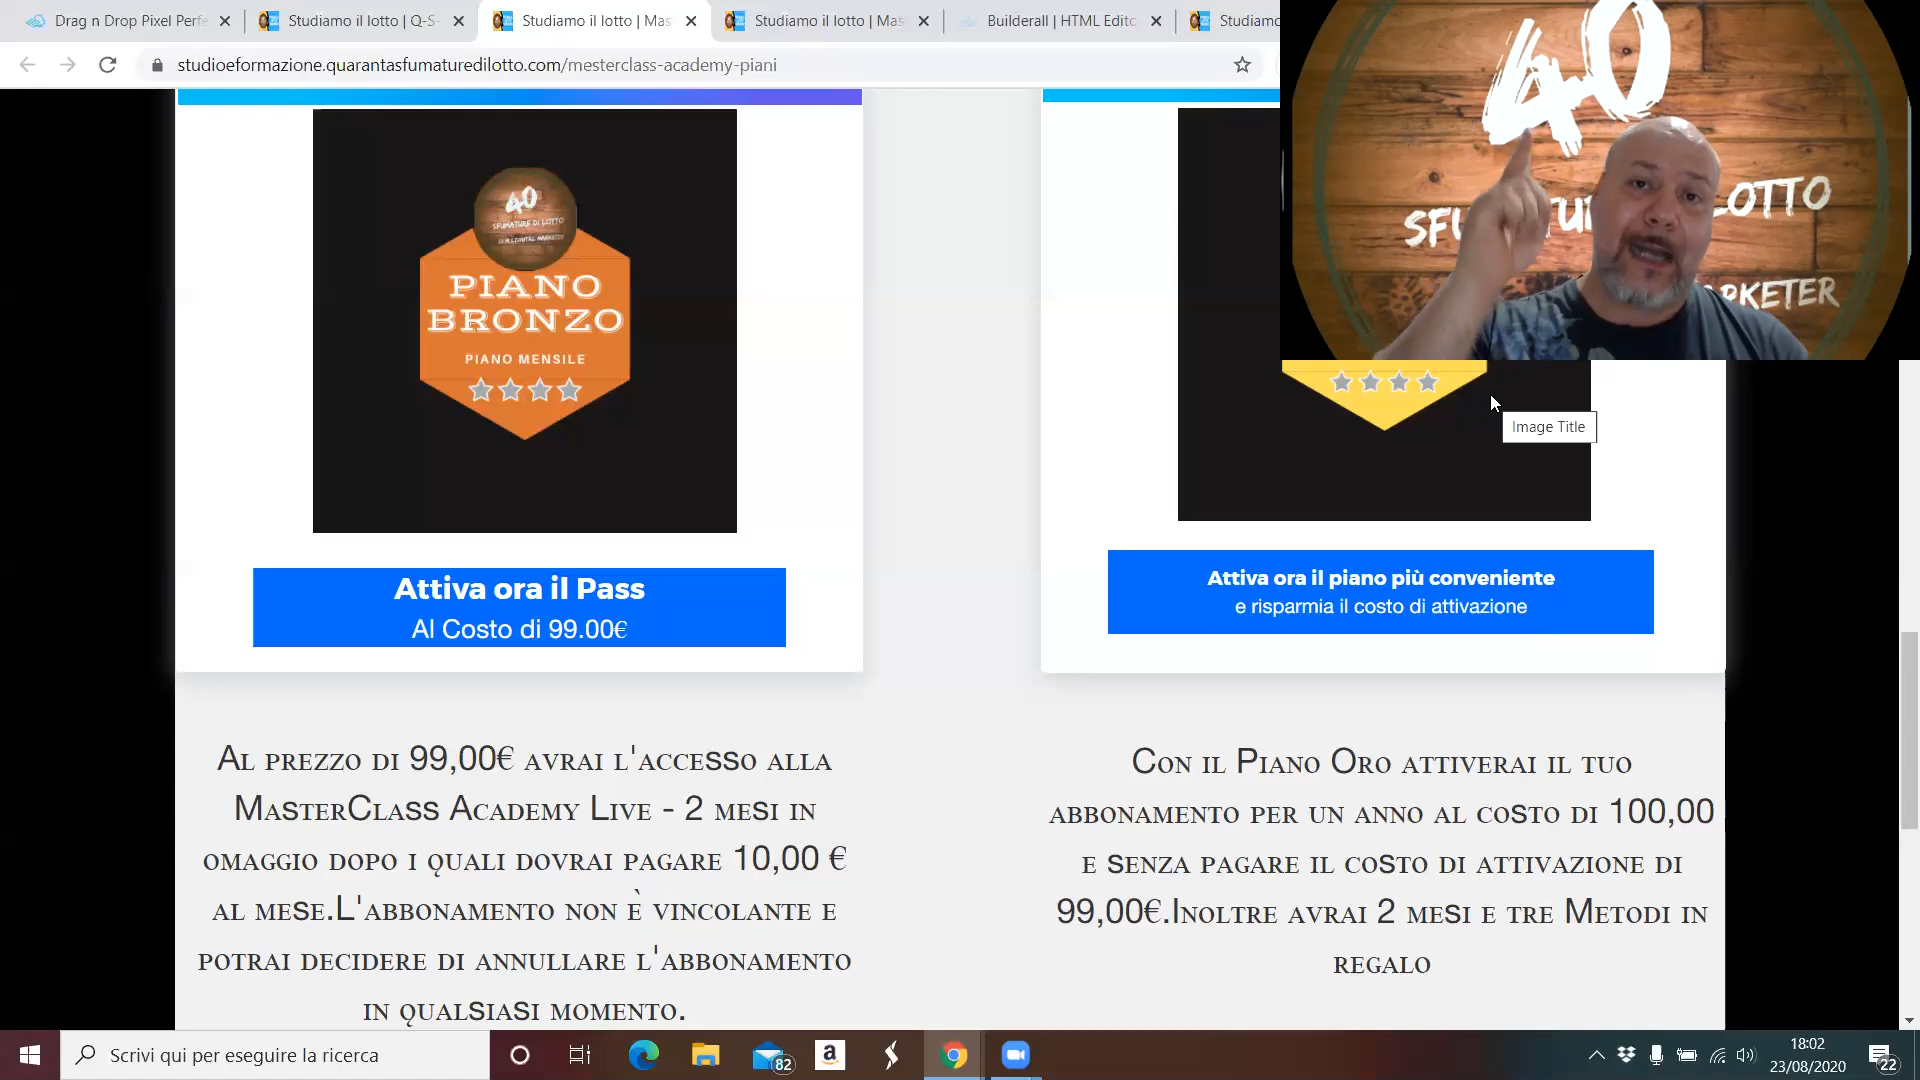 Drag n Drop Pixel Perfe
Studiamo il lotto | Q-S-
Studiamo il lotto | Mas
Studiamo il lotto | Mas
Builderall | HTML Edito
Studiamo
studioeformazione.quarantasfumaturedilotto.com/mesterclass-academy-piani
40
LOTTO
40
SFUMATURE DI LOTTO
PIANO
BRONZO
PIANO MENSILE
Image Title
Attiva ora il Pass
Al Costo di 99.00€
Attiva ora il piano più conveniente
e risparmia il costo di attivazione
Al prezzo di 99,00€ avrai l'accesso alla
MasterClass Academy Live - 2 mesi in
omaggio dopo i quali dovrai pagare 10,00 €
al mese.L'abbonamento non è vincolante e
potrai decidere di annullare l'abbonamento
in qualsiasi momento.
Con il Piano Oro attiverai il tuo
abbonamento per un anno al costo di 100,00
e senza pagare il costo di attivazione di
99,00€.Inoltre avrai 2 mesi e tre Metodi in
regalo
Scrivi qui per eseguire la ricerca
82
a
18:02
23/08/2020
22